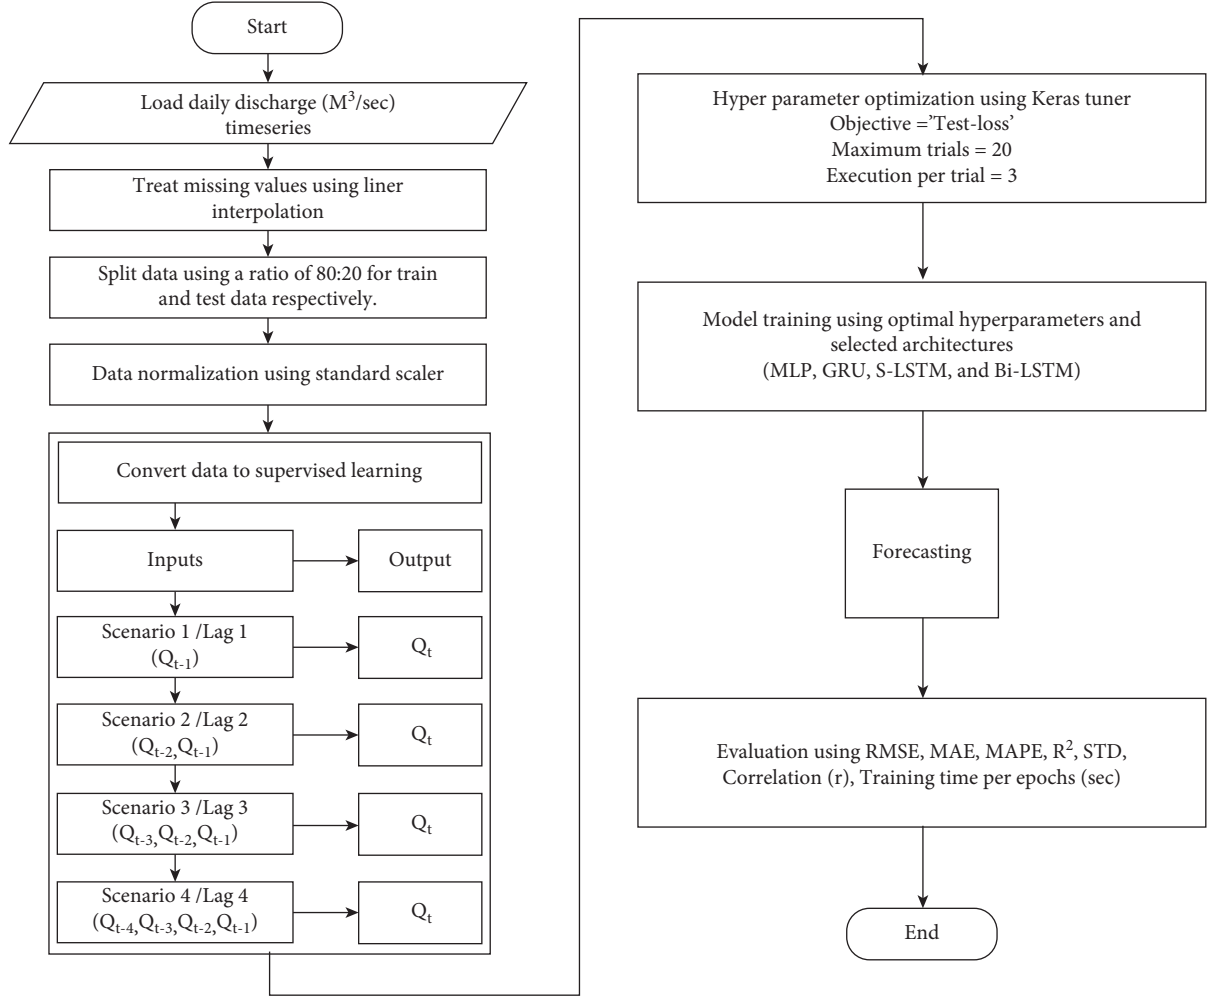 Start
Load daily discharge (M³/sec)
timeseries
Treat missing values using liner
interpolation
Split data using a ratio of 80:20 for train
and test data respectively.
Data normalization using standard scaler
Convert data to supervised learning
Inputs
Output
Scenario 1 /Lag 1
(Qt-1)
Qt
Scenario 2 /Lag 2
(Qt-2,Qt-1)
Qt
Scenario 3 /Lag 3
(Qt-3,Qt-2,Qt-1)
Qt
Scenario 4 /Lag 4
(Qt-4,Qt-3,Qt-2,Qt-1)
Qt
Hyper parameter optimization using Keras tuner
Objective =’Test-loss’
Maximum trials = 20
Execution per trial = 3
Model training using optimal hyperparameters and
selected architectures
(MLP, GRU, S-LSTM, and Bi-LSTM)
Forecasting
Evaluation using RMSE, MAE, MAPE, R², STD,
Correlation (r), Training time per epochs (sec)
End